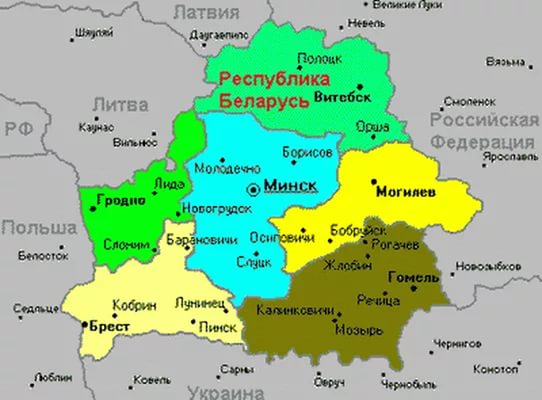 Великие Луки
Латвия
Невель
Шяуляй
Даугавпилс
Полоцк
Вязьма
Республика
Беларусь
Витебск
Литва
Смоленск
Российская
Федерация
Каунас
РФ
Вильнюс
Орша
Ярославль
Молодечно
Борисов
Минск
Лида
Гродно
Могилев
Новогрудск
Польша
Барановичи
Осиповичи
Бобруйск
Рогачев
Слоним
Слуцк
Жлобин
Белосток
Гомель
Новозыбков
Седльце
Кобрин
Лунинец
Калинковичи
Речица
Брест
Пинск
Мозырь
Чернигов
Сарны
Конотоп
Люблин
Ковель
Овруч
Чернобыль
Украина